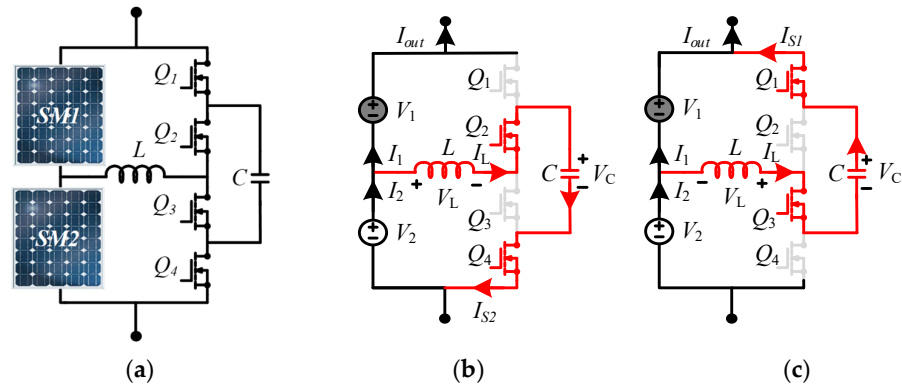 Q1
SM1
Q2
L
C
Q3
SM2
Q4
(a)
Iout
Q1
V1
Q2
I1
L
IL
+
C
+
VC
I2
VL
Q3
V2
Q4
IS2
(b)
Iout
IS1
Q1
V1
Q2
I1
L
IL
+
C
+
VC
I2
VL
Q3
V2
Q4
(c)